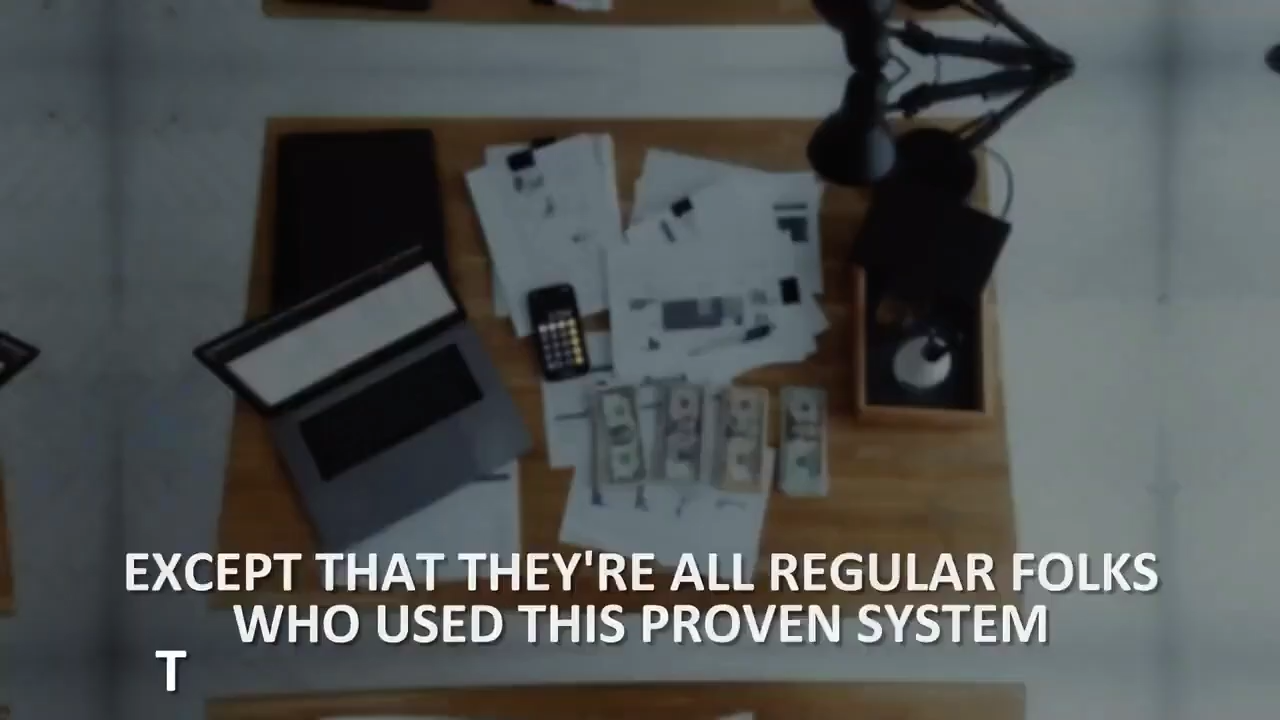 EXCEPT THAT THEY'RE ALL REGULAR FOLKS
WHO USED THIS PROVEN SYSTEM
T